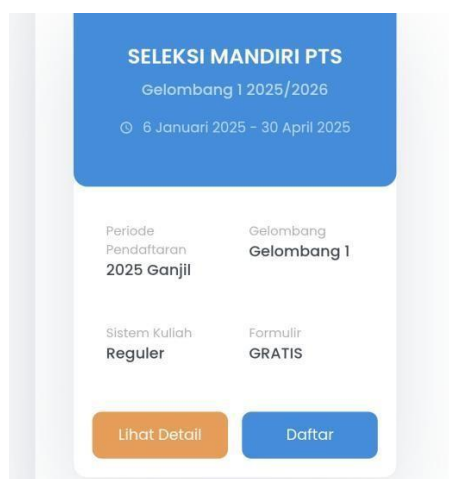 SELEKSI MANDIRI PTS
Gelombang 1 2025/2026
6 Januari 2025 - 30 April 2025
Periode
Pendaftaran
2025 Ganjil
Gelombang
Gelombang 1
Sistem Kuliah
Reguler
Formulir
GRATIS
Lihat Detail
Daftar